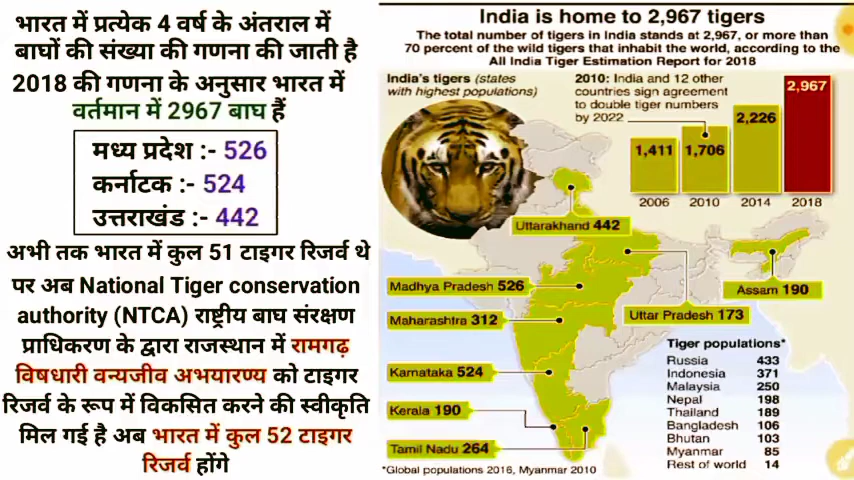 भारत में प्रत्येक 4 वर्ष के अंतराल में
बाघों की संख्या की गणना की जाती है
2018 की गणना के अनुसार भारत में
वर्तमान में 2967 बाघ हैं
मध्य प्रदेश :- 526
कर्नाटक :- 524
उत्तराखंड :- 442
अभी तक भारत में कुल 51 टाइगर रिजर्व थे
पर अब National Tiger conservation
authority (NTCA) राष्ट्रीय बाघ संरक्षण
प्राधिकरण के द्वारा राजस्थान में रामगढ़
विषधारी वन्यजीव अभयारण्य को टाइगर
रिजर्व के रूप में विकसित करने की स्वीकृति
मिल गई है अब भारत में कुल 52 टाइगर
रिजर्व होंगे
India is home to 2,967 tigers
The total number of tigers in India stands at 2,967, or more than
70 percent of the wild tigers that inhabit the world, according to the
All India Tiger Estimation Report for 2018
India's tigers (states
with highest populations)
2010: India and 12 other
countries sign agreement
to double tiger numbers
by 2022
1,411
1,706
2,226
2,967
2006 2010 2014 2018
Uttarakhand 442
Madhya Pradesh 526
Assam 190
Maharashtra 312
Uttar Pradesh 173
Karnataka 524
Kerala 190
Tamil Nadu 264
Tiger populations*
Russia 433
Indonesia 371
Malaysia 250
Nepal 198
Thailand 189
Bangladesh 106
Bhutan 103
Myanmar 85
Rest of world 14
*Global populations 2016, Myanmar 2010